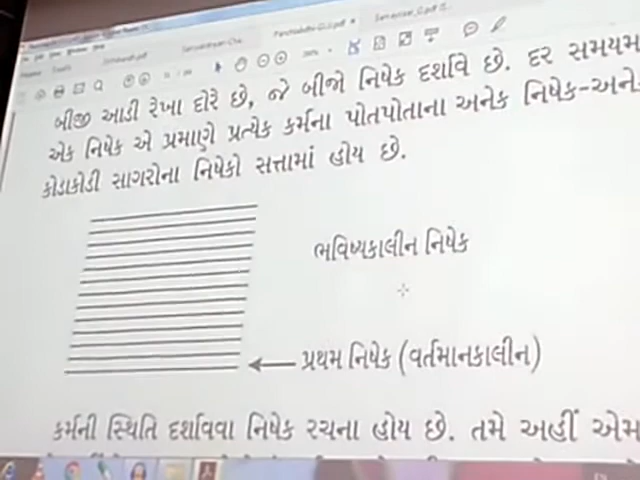 બીજી આડી રેખા દોરે છે, જે બીજો નિષેક દર્શાવે છે. દર સમયમ
એક નિષેક એ પ્રમાણે પ્રત્યેક કર્મના પોતપોતાના અનેક નિષેક-અને
કોડાકોડી સાગરોના નિષેકો સત્તામાં હોય છે.
ભવિષ્યકાલીન નિષેક
પ્રથમ નિષેક (વર્તમાનકાલીન)
કર્મની સ્થિતિ દર્શાવવા નિષેક રચના હોય છે. તમે અહીં એમ